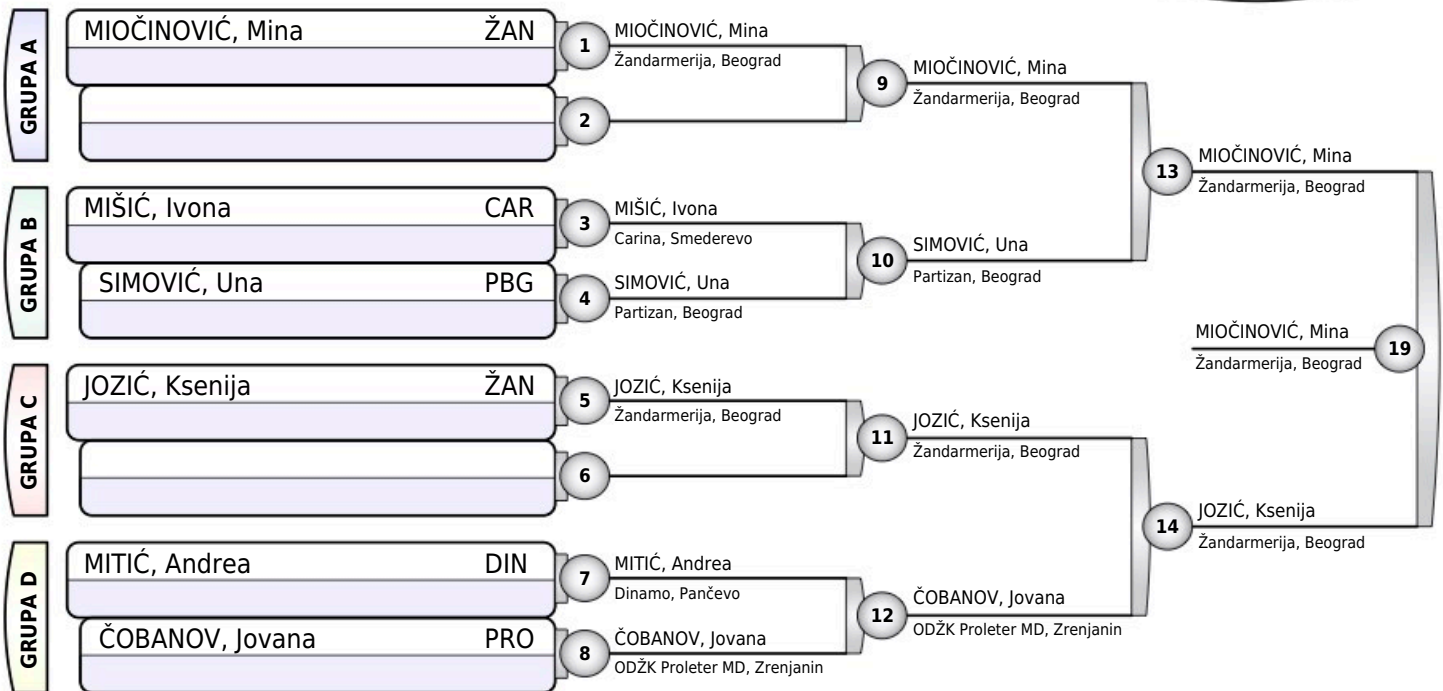 GRUPA A
MIOČINOVIĆ, Mina ŽAN
1
2
MIOČINOVIĆ, Mina
Žandarmerija, Beograd
9
MIOČINOVIĆ, Mina
Žandarmerija, Beograd
GRUPA B
MIŠIĆ, Ivona CAR
SIMOVIĆ, Una PBG
3
4
MIŠIĆ, Ivona
Carina, Smederevo
SIMOVIĆ, Una
Partizan, Beograd
10
SIMOVIĆ, Una
Partizan, Beograd
13
MIOČINOVIĆ, Mina
Žandarmerija, Beograd
GRUPA C
JOZIĆ, Ksenija ŽAN
5
6
JOZIĆ, Ksenija
Žandarmerija, Beograd
11
JOZIĆ, Ksenija
Žandarmerija, Beograd
GRUPA D
MITIĆ, Andrea DIN
ČOBANOV, Jovana PRO
7
8
MITIĆ, Andrea
Dinamo, Pančevo
ČOBANOV, Jovana
ODŽK Proleter MD, Zrenjanin
12
ČOBANOV, Jovana
ODŽK Proleter MD, Zrenjanin
14
JOZIĆ, Ksenija
Žandarmerija, Beograd
MIOČINOVIĆ, Mina
Žandarmerija, Beograd
19